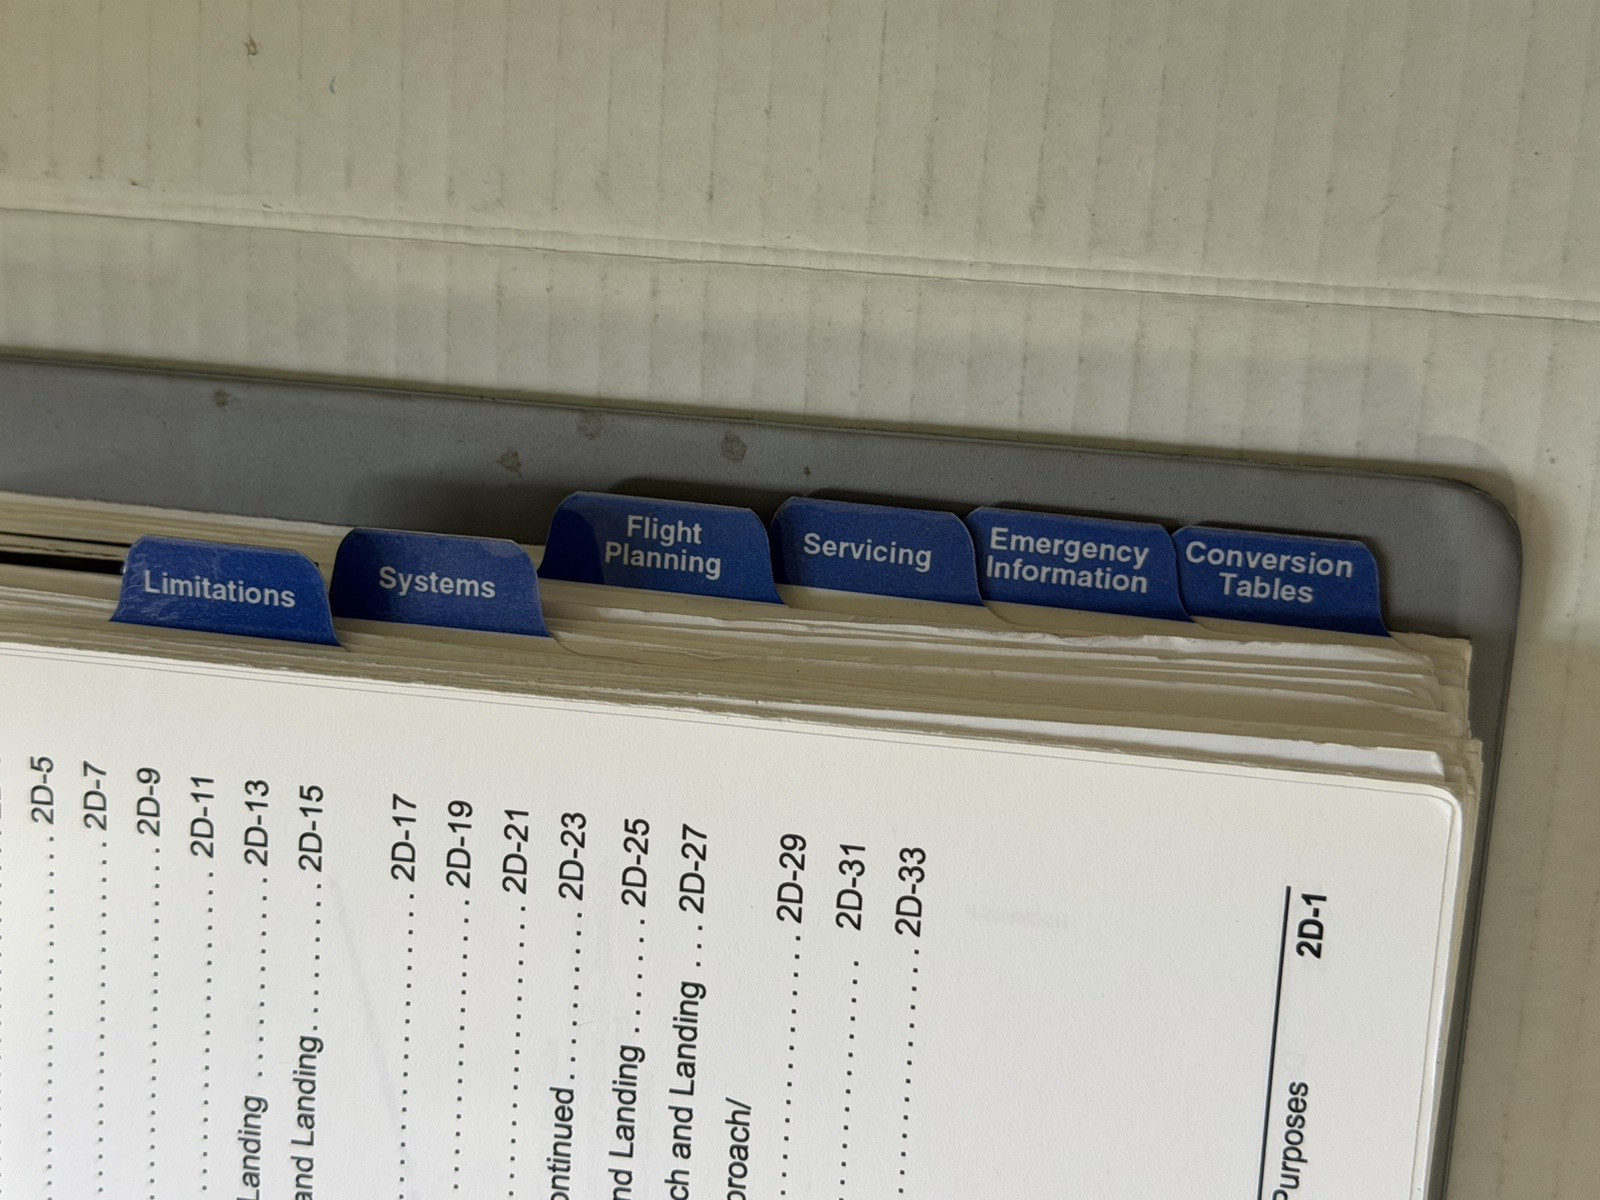 Limitations
Systems
Flight
Planning
Servicing
Emergency
Information
Conversion
Tables
2D-5
2D-7
2D-9
2D-11
Landing . . . . . . . . . . . . . . 2D-13
and Landing. . . . . . . . . . . 2D-15
2D-17
2D-19
2D-21
2D-23
nd Landing . . . . . . . . 2D-25
ch and Landing . . . . 2D-27
proach/
2D-29
2D-31
2D-33
2D-1
Purposes